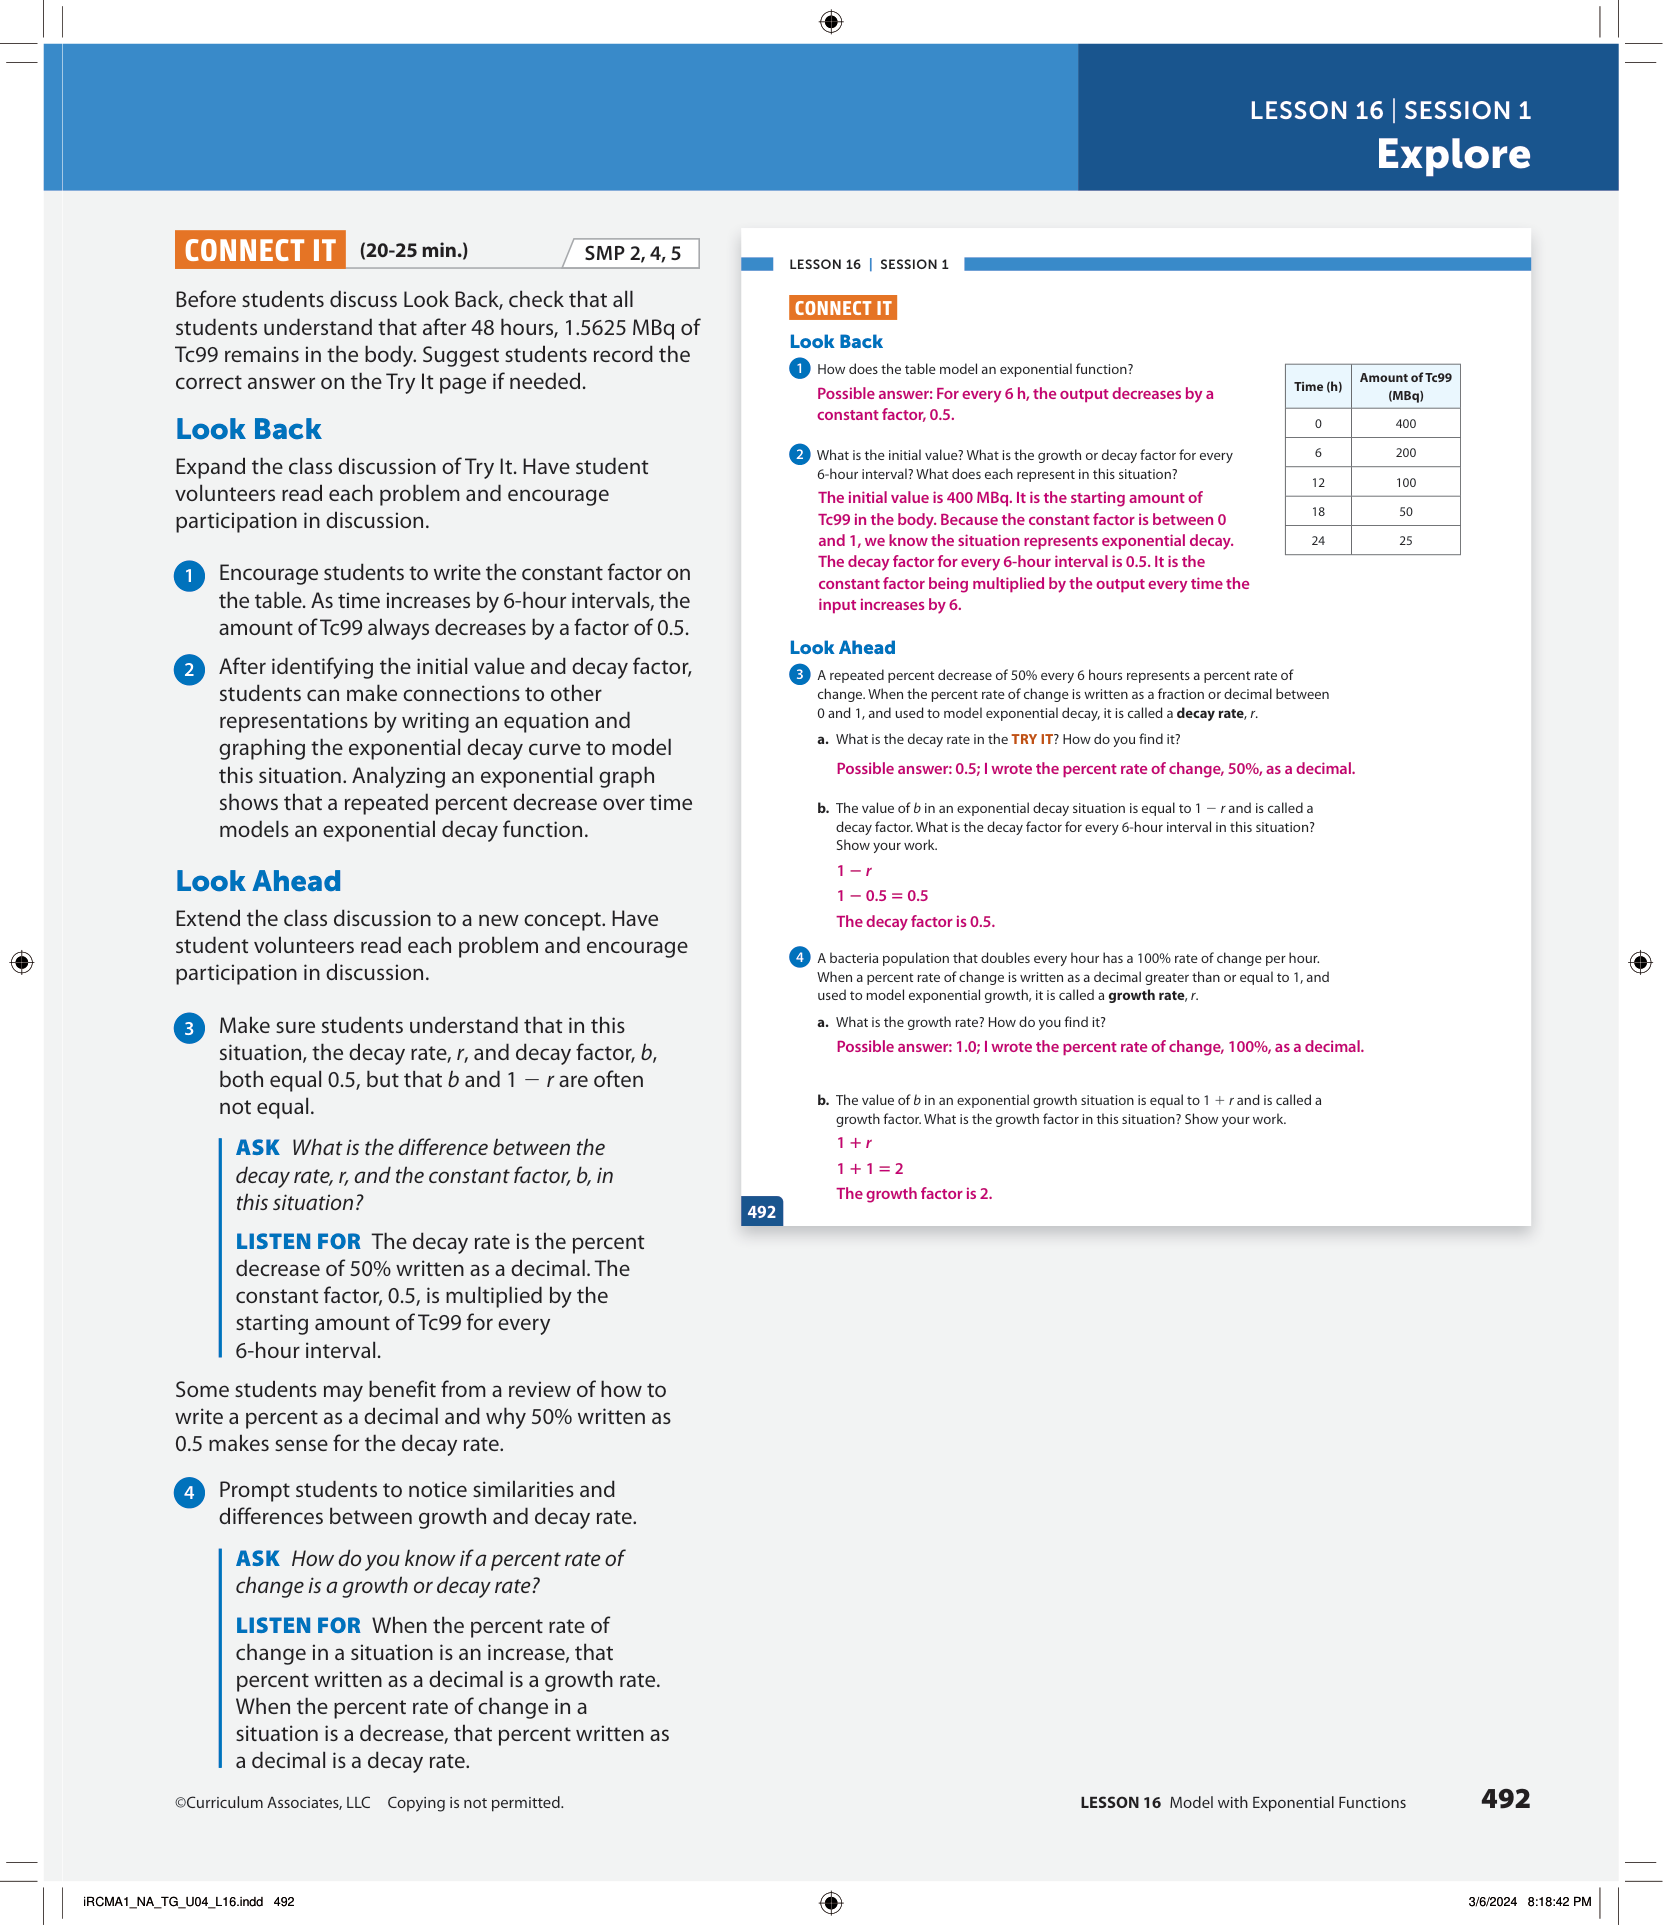 LESSON 16 | SESSION 1
Explore
CONNECT IT (20-25 min.) SMP 2, 4, 5
Before students discuss Look Back, check that all
students understand that after 48 hours, 1.5625 MBq of
Tc99 remains in the body. Suggest students record the
correct answer on the Try It page if needed.
Look Back
Expand the class discussion of Try It. Have student
volunteers read each problem and encourage
participation in discussion.
1 Encourage students to write the constant factor on
the table. As time increases by 6-hour intervals, the
amount of Tc99 always decreases by a factor of 0.5.
2 After identifying the initial value and decay factor,
students can make connections to other
representations by writing an equation and
graphing the exponential decay curve to model
this situation. Analyzing an exponential graph
shows that a repeated percent decrease over time
models an exponential decay function.
Look Ahead
Extend the class discussion to a new concept. Have
student volunteers read each problem and encourage
participation in discussion.
3 Make sure students understand that in this
situation, the decay rate, r, and decay factor, b,
both equal 0.5, but that b and 1 − r are often
not equal.
ASK What is the difference between the
decay rate, r, and the constant factor, b, in
this situation?
LISTEN FOR The decay rate is the percent
decrease of 50% written as a decimal. The
constant factor, 0.5, is multiplied by the
starting amount of Tc99 for every
6-hour interval.
Some students may benefit from a review of how to
write a percent as a decimal and why 50% written as
0.5 makes sense for the decay rate.
4 Prompt students to notice similarities and
differences between growth and decay rate.
ASK How do you know if a percent rate of
change is a growth or decay rate?
LISTEN FOR When the percent rate of
change in a situation is an increase, that
percent written as a decimal is a growth rate.
When the percent rate of change in a
situation is a decrease, that percent written as
a decimal is a decay rate.
LESSON 16 | SESSION 1
CONNECT IT
Look Back
1 How does the table model an exponential function?
Possible answer: For every 6 h, the output decreases by a
constant factor, 0.5.
2 What is the initial value? What is the growth or decay factor for every
6-hour interval? What does each represent in this situation?
The initial value is 400 MBq. It is the starting amount of
Tc99 in the body. Because the constant factor is between 0
and 1, we know the situation represents exponential decay.
The decay factor for every 6-hour interval is 0.5. It is the
constant factor being multiplied by the output every time the
input increases by 6.
Time (h) Amount of Tc99
(MBq)
0 400
6 200
12 100
18 50
24 25
Look Ahead
3 A repeated percent decrease of 50% every 6 hours represents a percent rate of
change. When the percent rate of change is written as a fraction or decimal between
0 and 1, and used to model exponential decay, it is called a decay rate, r.
a. What is the decay rate in the TRY IT? How do you find it?
Possible answer: 0.5; I wrote the percent rate of change, 50%, as a decimal.
b. The value of b in an exponential decay situation is equal to 1 − r and is called a
decay factor. What is the decay factor for every 6-hour interval in this situation?
Show your work.
1 − r
1 − 0.5 = 0.5
The decay factor is 0.5.
4 A bacteria population that doubles every hour has a 100% rate of change per hour.
When a percent rate of change is written as a decimal greater than or equal to 1, and
used to model exponential growth, it is called a growth rate, r.
a. What is the growth rate? How do you find it?
Possible answer: 1.0; I wrote the percent rate of change, 100%, as a decimal.
b. The value of b in an exponential growth situation is equal to 1 + r and is called a
growth factor. What is the growth factor in this situation? Show your work.
1 + r
1 + 1 = 2
The growth factor is 2.
492
©Curriculum Associates, LLC Copying is not permitted.
LESSON 16 Model with Exponential Functions 492
iRCMA1_NA_TG_U04_L16.indd 492
3/6/2024 8:18:42 PM